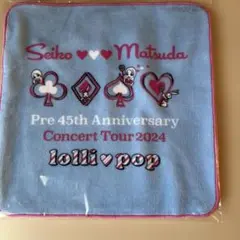 Seiko ♥♥♥ Matsuda
Pre 45th Anniversary
Concert Tour 2024
lolli♥pop